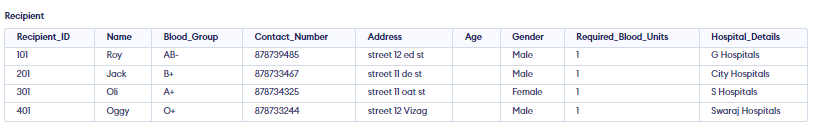 Recipient
Recipient_ID Name Blood_Group Contact_Number Address Age Gender Required_Blood_Units Hospital_Details
101 Roy AB- 878739485 street 12 ed st Male 1 G Hospitals
201 Jack B+ 878733467 street 11 de st Male 1 City Hospitals
301 Oli A+ 878734325 street 11 oat st Female 1 S Hospitals
401 Oggy O+ 878733244 street 12 Vizag Male 1 Swaraj Hospitals